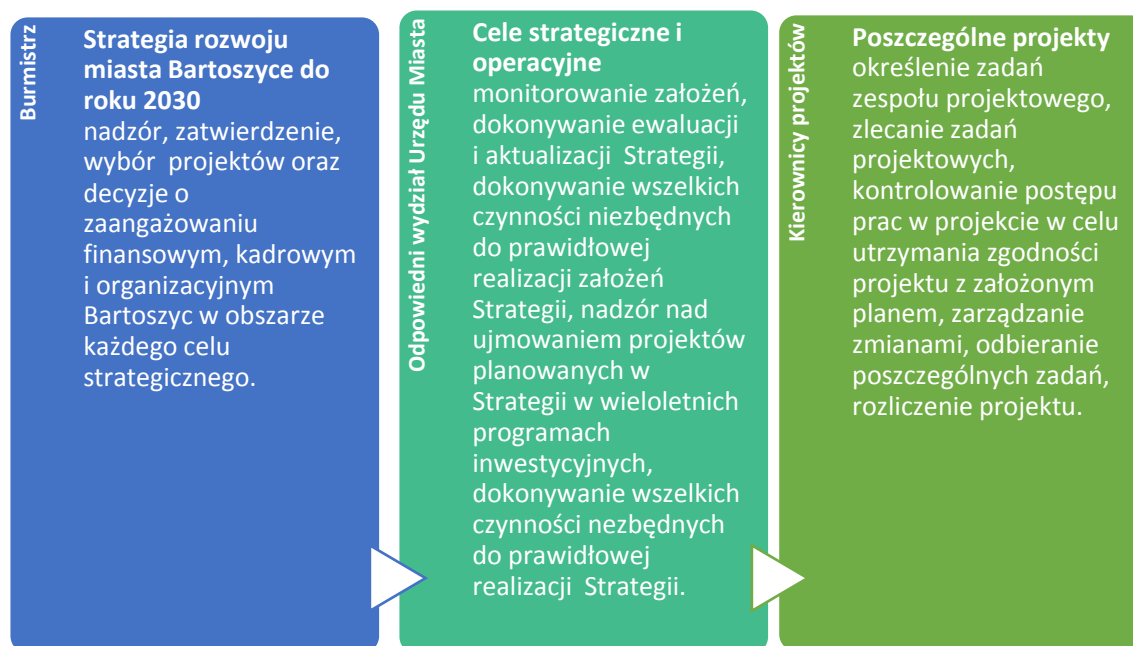 Burmistrz
Strategia rozwoju
miasta Bartoszyce do
roku 2030
nadzór, zatwierdzenie,
wybór projektów oraz
decyzje o
zaangażowaniu
finansowym, kadrowym
i organizacyjnym
Bartoszyc w obszarze
każdego celu
strategicznego.
Odpowiedni wydział Urzędu Miasta
Cele strategiczne i
operacyjne
monitorowanie założeń,
dokonywanie ewaluacji
i aktualizacji Strategii,
dokonywanie wszelkich
czynności niezbędnych
do prawidłowej
realizacji założeń
Strategii, nadzór nad
ujmowaniem projektów
planowanych w
Strategii w wieloletnich
programach
inwestycyjnych,
dokonywanie wszelkich
czynności nezbędnych
do prawidłowej
realizacji Strategii.
Kierownicy projektów
Poszczególne projekty
określenie zadań
zespołu projektowego,
zlecanie zadań
projektowych,
kontrolowanie postępu
prac w projekcie w celu
utrzymania zgodności
projektu z założonym
planem, zarządzanie
zmianami, odbieranie
poszczególnych zadań,
rozliczenie projektu.